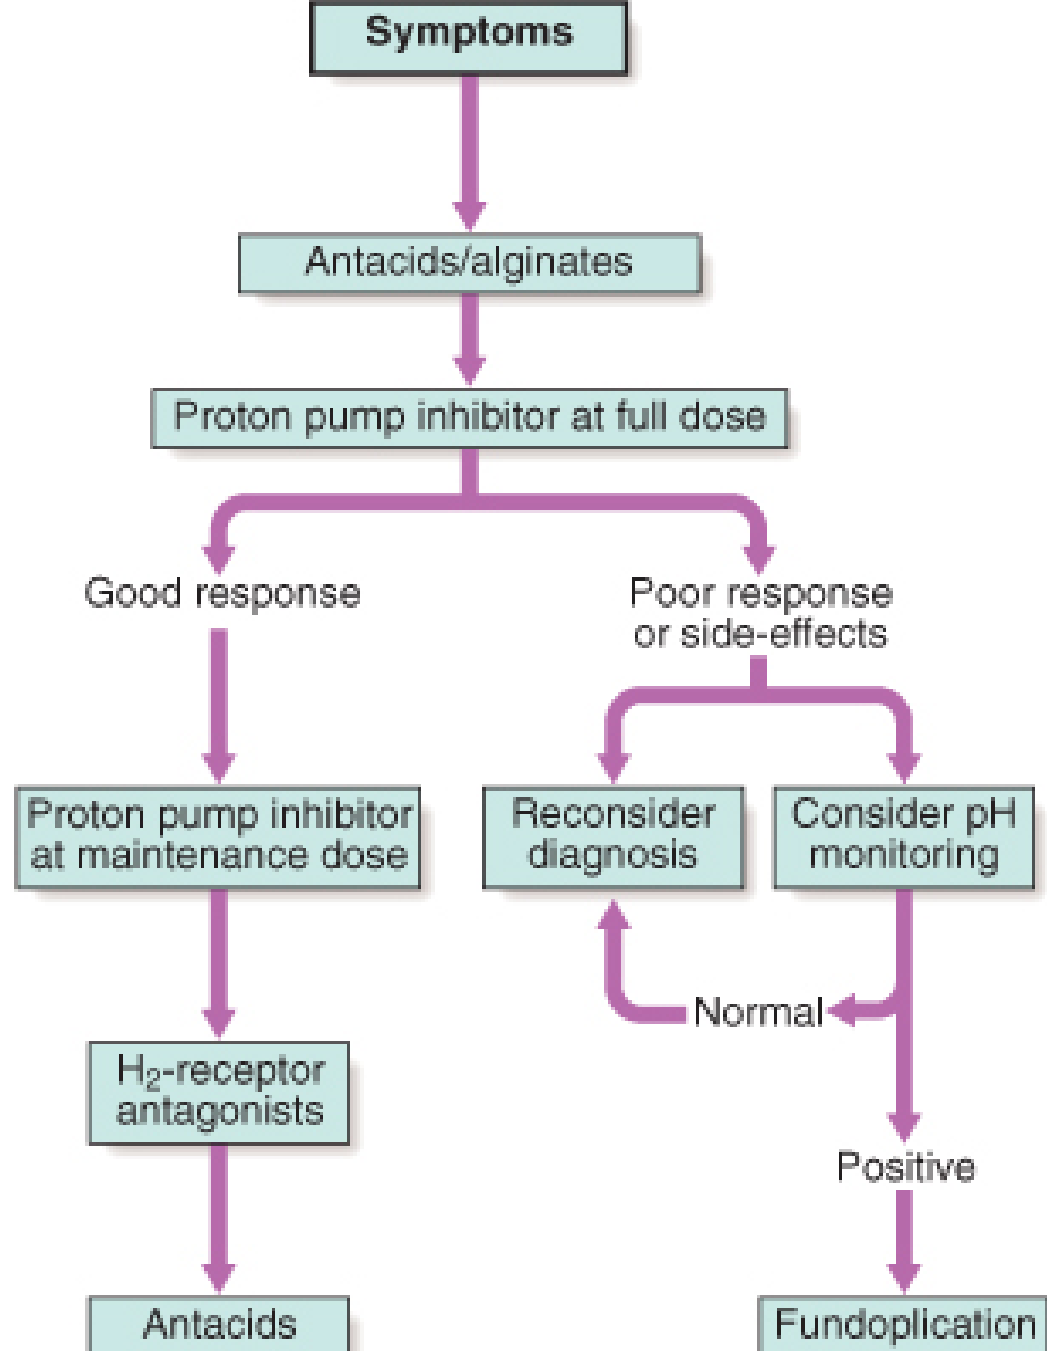 Symptoms
Antacids/alginates
Proton pump inhibitor at full dose
Good response
Poor response
or side-effects
Proton pump inhibitor
at maintenance dose
Reconsider
diagnosis
Consider pH
monitoring
Normal
H₂-receptor
antagonists
Positive
Antacids
Fundoplication